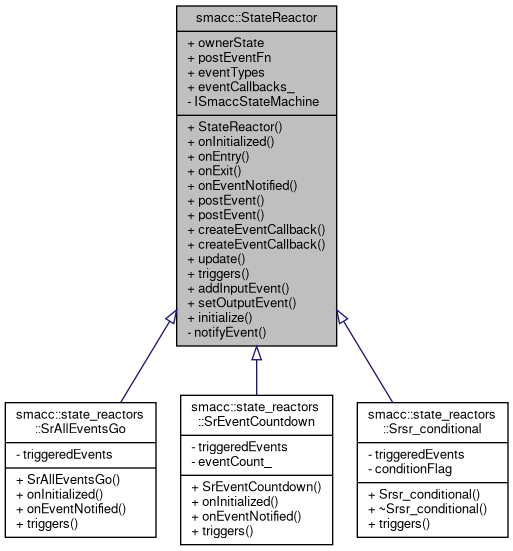 smacc::StateReactor
+ ownerState
+ postEventFn
+ eventTypes
+ eventCallbacks_
- ISmaccStateMachine
+ StateReactor()
+ onInitialized()
+ onEntry()
+ onExit()
+ onEventNotified()
+ postEvent()
+ postEvent()
+ createEventCallback()
+ createEventCallback()
+ update()
+ triggers()
+ addInputEvent()
+ setOutputEvent()
+ initialize()
- notifyEvent()
smacc::state_reactors
::SrAllEventsGo
- triggeredEvents
+ SrAllEventsGo()
+ onInitialized()
+ onEventNotified()
+ triggers()
smacc::state_reactors
::SrEventCountdown
- triggeredEvents
- eventCount_
+ SrEventCountdown()
+ onInitialized()
+ onEventNotified()
+ triggers()
smacc::state_reactors
::Srsr_conditional
- triggeredEvents
- conditionFlag
+ Srsr_conditional()
+ ~Srsr_conditional()
+ triggers()